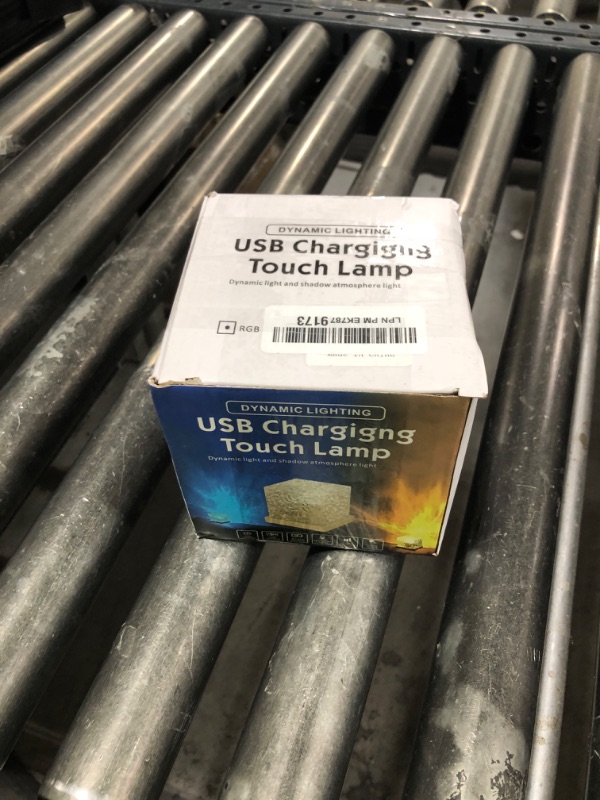 DYNAMIC LIGHTING
USB Chargigng
Touch Lamp
Dynamic light and shadow atmosphere light
RGB
LPN PM EK787 9173
DYNAMIC LIGHTING
USB Chargigng
Touch Lamp
Dynamic light and shadow atmosphere light